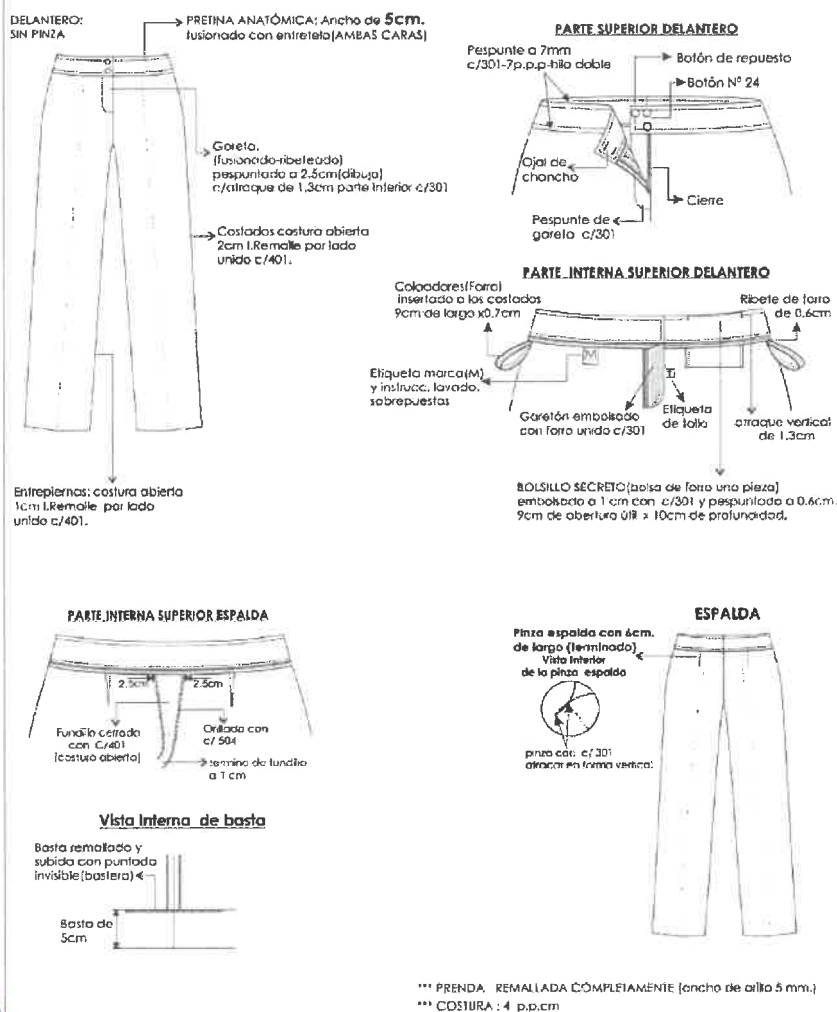 DELANTERO:
SIN PINZA
PRETINA ANATÓMICA: Ancho de 5cm.
fusionado con entretela(AMBAS CARAS)
Gareta.
(fusionado-ribeteado)
pespuntado a 2.5cm(dibujo)
c/atraque de 1.3cm parte inferior c/301
Costados costura abierta
2cm l.Remalle por lado
unido c/401.
Entrepiernas: costura abierta
1cm l.Remalle por lado
unido c/401.
PARTE SUPERIOR DELANTERO
Pespunte a 7mm
c/301-7p.p.p-hilo doble
Botón de repuesto
Botón Nº 24
Ojal de
chancho
Cierre
Pespunte de
gareta c/301
PARTE INTERNA SUPERIOR DELANTERO
Colgadores(Forro)
insertado a los costados
9cm de largo x0.7cm
Ribete de forro
de 0.6cm
Etiqueta marca(M)
y instrucc. lavado.
sobrepuestas
M
T
Garetón embolsado
con forro unido c/301
Etiqueta
de talla
atraque vertical
de 1.3cm
BOLSILLO SECRETO(bolsa de forro una pieza)
embolsado a 1 cm con c/301 y pespuntado a 0.6cm.
9cm de abertura útil x 10cm de profundidad.
PARTE INTERNA SUPERIOR ESPALDA
2.5cm 2.5cm
Fundillo cerrado
con C/401
(costura abierta)
Orillado con
c/ 504
termino de fundillo
a 1 cm
Vista Interna de basta
Basta remallado y
subida con puntada
invisible(bastera)
Basta de
5cm
ESPALDA
Pinza espalda con 6cm.
de largo (terminado)
Vista Interior
de la pinza espalda
pinza con c/ 301
atracar en forma vertical.
*** PRENDA REMALLADA COMPLETAMENTE (ancho de orillo 5 mm.)
*** COSTURA : 4 p.p.cm